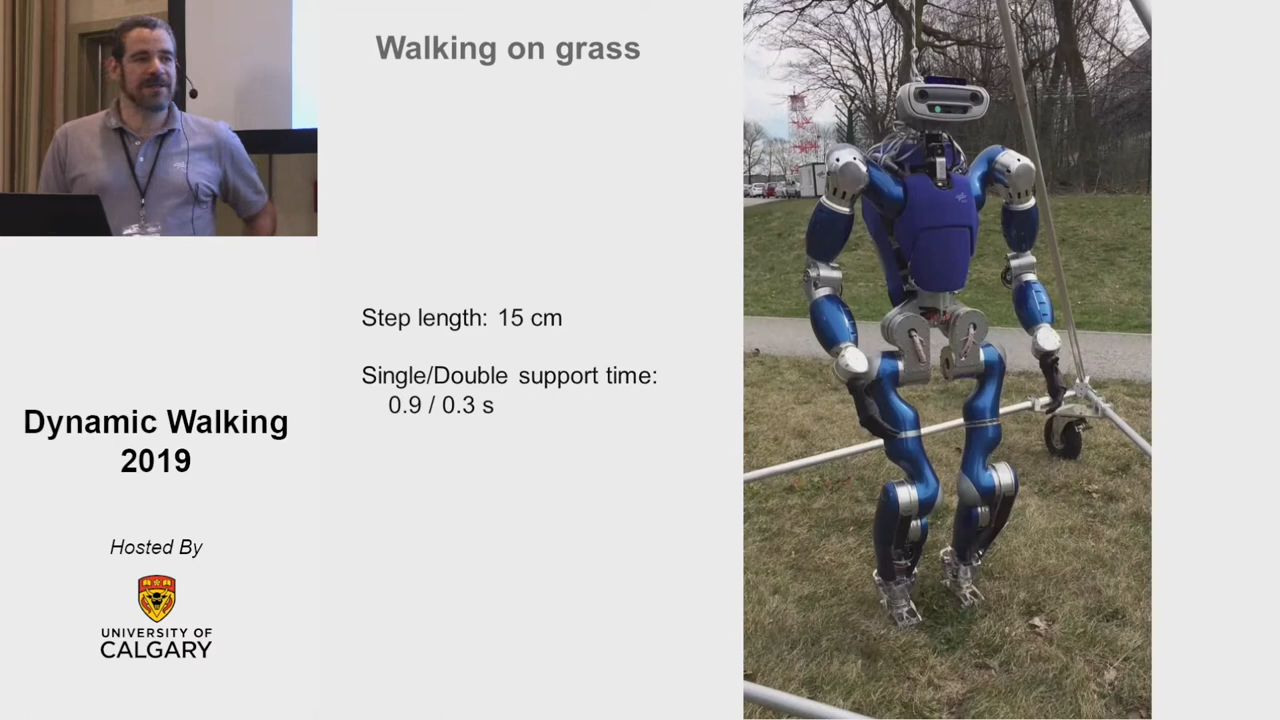 Walking on grass
Step length: 15 cm
Single/Double support time:
0.9 / 0.3 s
Dynamic Walking
2019
Hosted By
UNIVERSITY OF
CALGARY